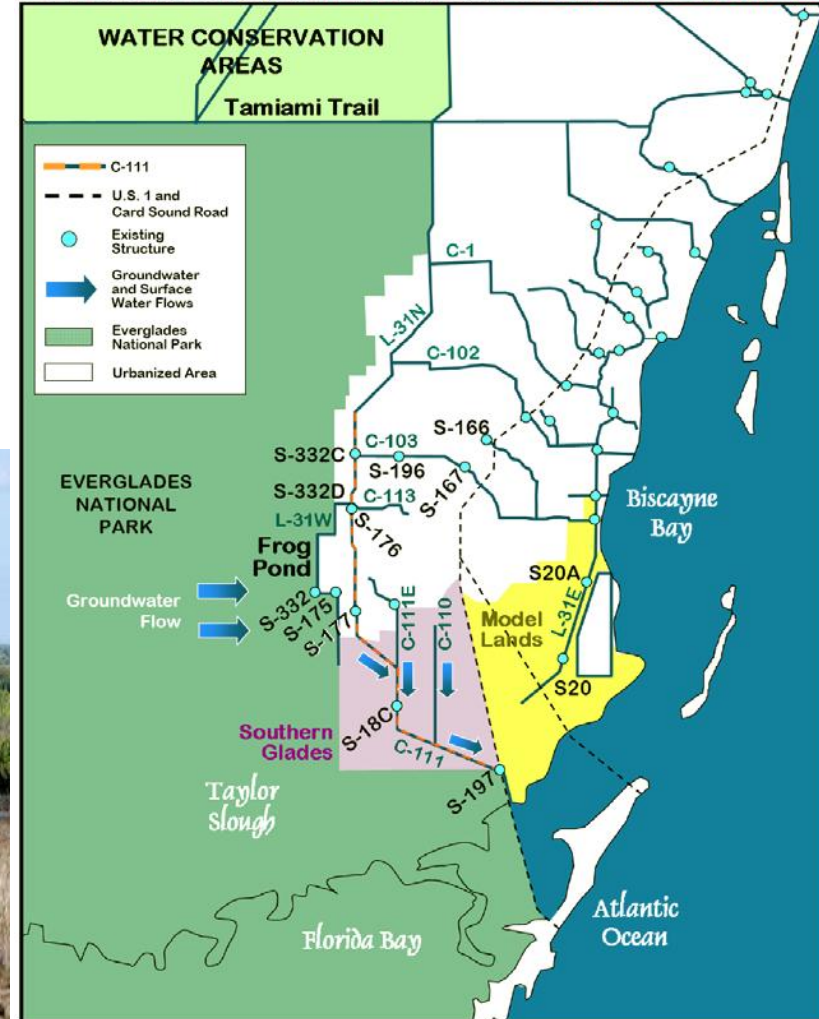 WATER CONSERVATION
AREAS
Tamiami Trail
C-111
U.S. 1 and
Card Sound Road
Existing
Structure
Groundwater
and Surface
Water Flows
Everglades
National Park
Urbanized Area
C-1
L-31N
C-102
S-166
C-103
S-332C
S-196
S-167
EVERGLADES
NATIONAL
PARK
S-332D
C-113
L-31W
S-176
Biscayne
Bay
Frog
Pond
Groundwater
Flow
S-332
S-175
S-177
C-111E
C-110
S20A
L-31E
Model
Lands
S20
S-18C
Southern
Glades
C-111
S-197
Taylor
Slough
Florida Bay
Atlantic
Ocean